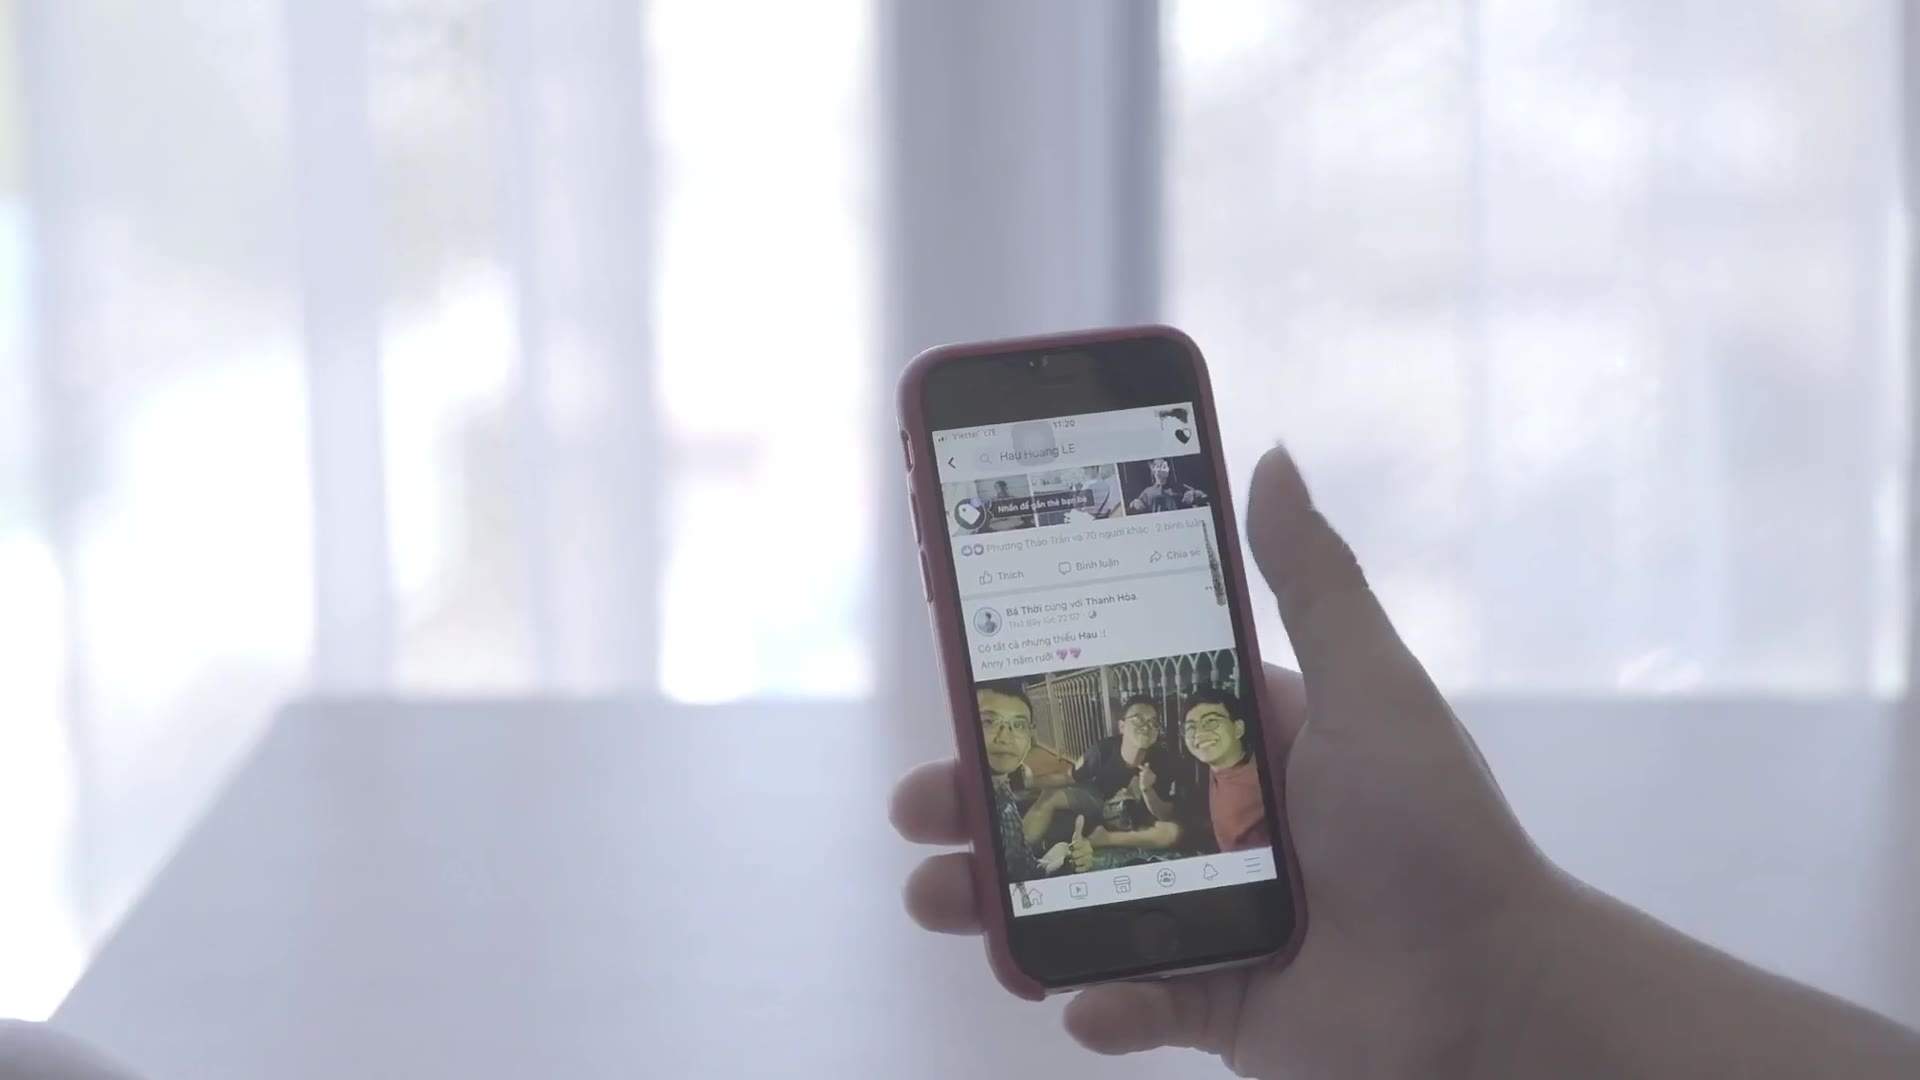 Viettel LTE 11:20
Hau Hoang LE
Nhấn để gắn thẻ bạn bè
Phương Thảo Trần và 70 người khác 2 bình luận
Thích Bình luận Chia sẻ
Bá Thời cùng với Thanh Hóa.
Thứ Bảy lúc 22:07
Có tất cả nhưng thiếu Hau :(
Anny 1 năm rưỡi 💓💓